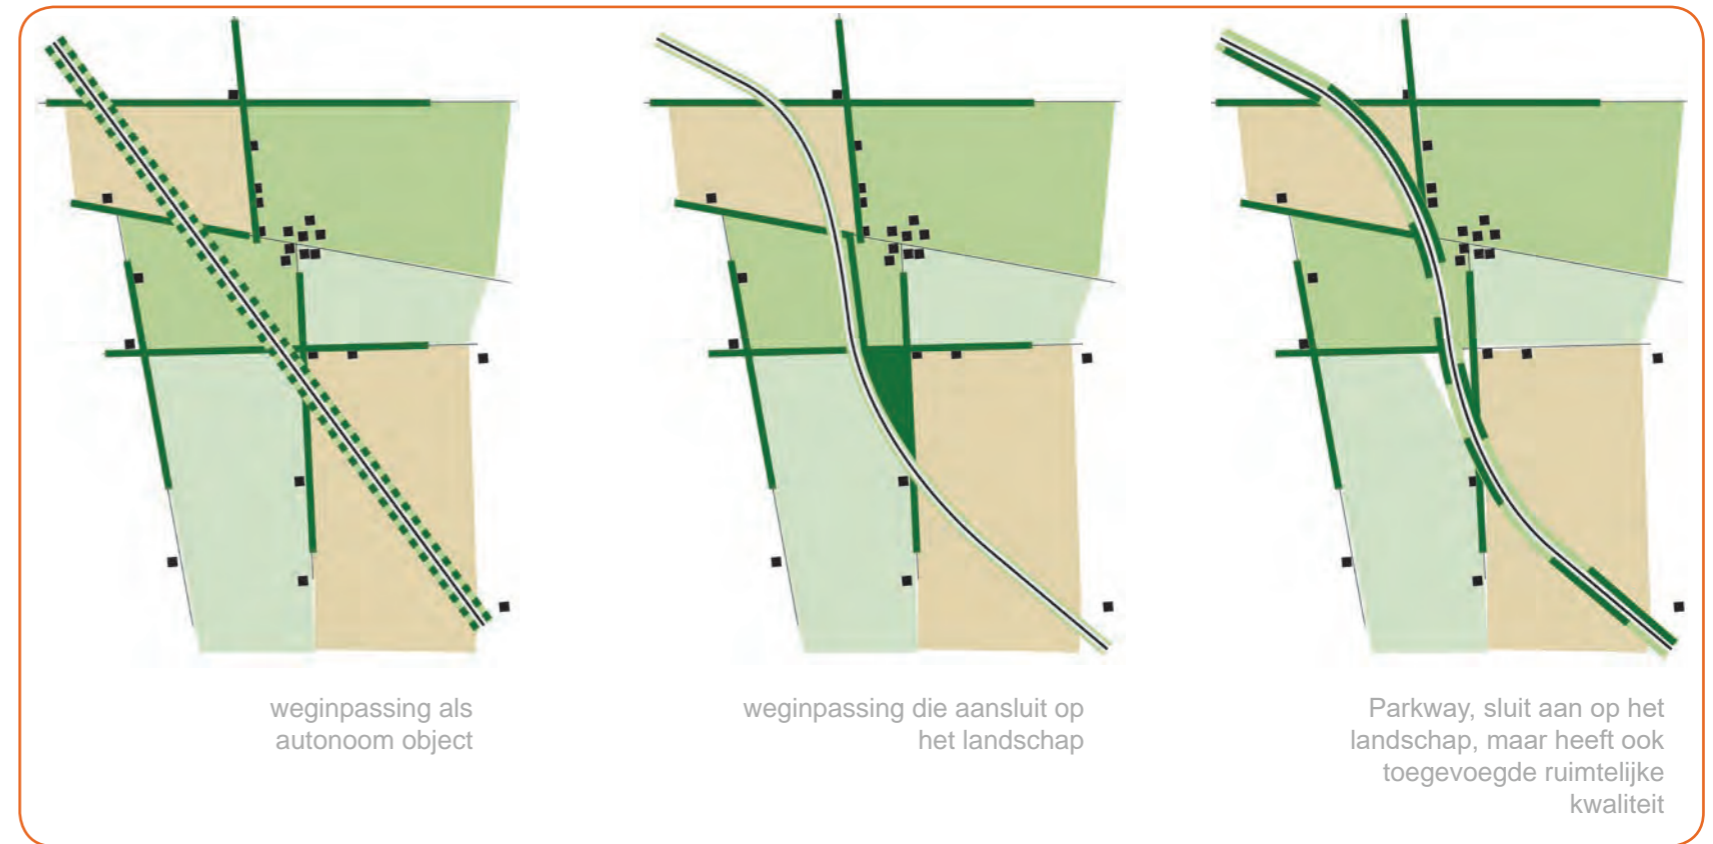 weginpassing als
autonoom object
weginpassing die aansluit op
het landschap
Parkway, sluit aan op het
landschap, maar heeft ook
toegevoegde ruimtelijke
kwaliteit